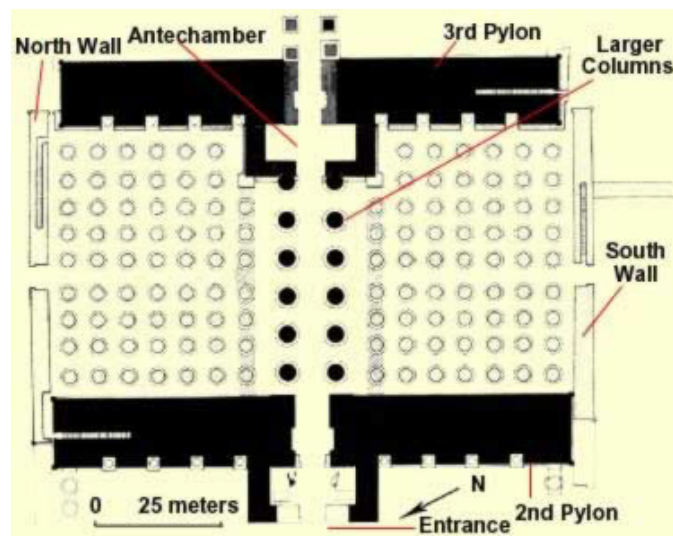 North Wall
Antechamber
3rd Pylon
Larger
Columns
South
Wall
0 25 meters
N
Entrance
2nd Pylon